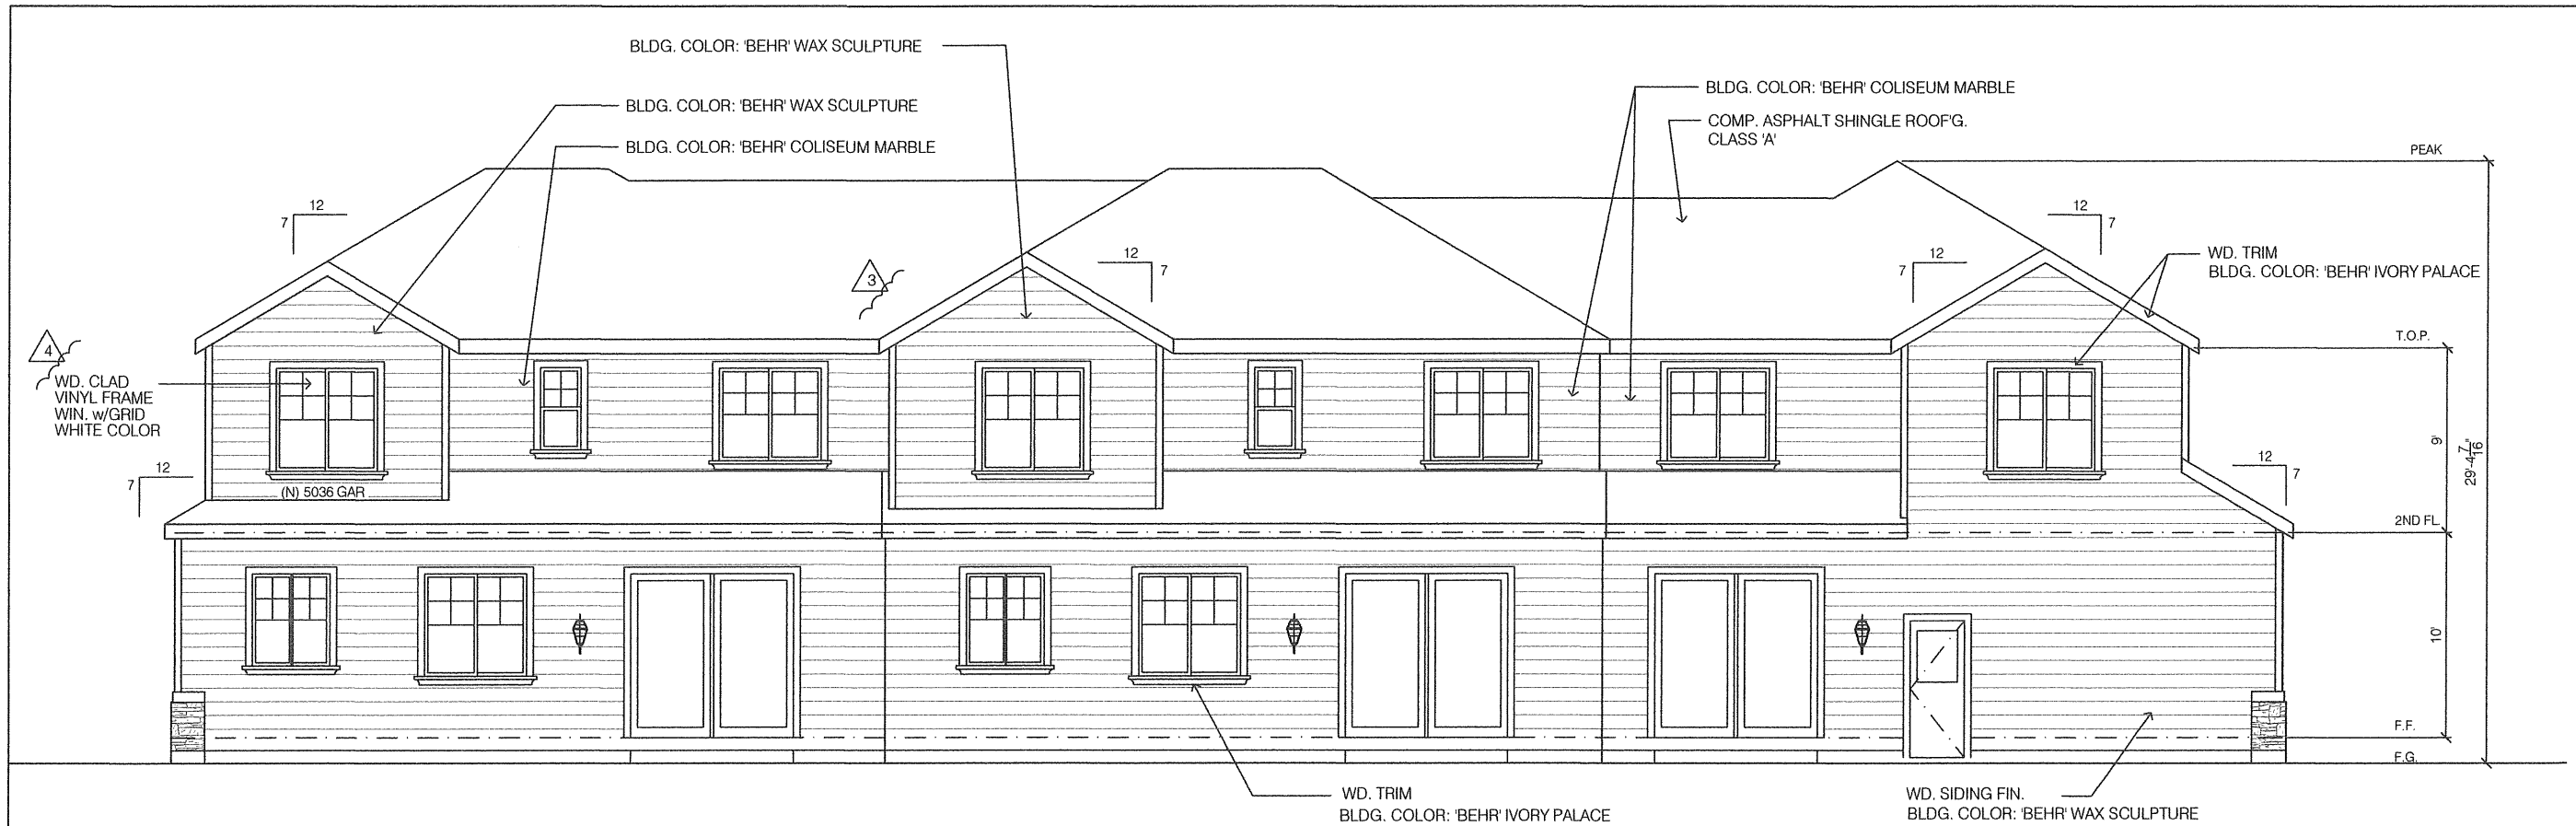 BLDG. COLOR: 'BEHR' WAX SCULPTURE
BLDG. COLOR: 'BEHR' WAX SCULPTURE
BLDG. COLOR: 'BEHR' COLISEUM MARBLE
BLDG. COLOR: 'BEHR' COLISEUM MARBLE
COMP. ASPHALT SHINGLE ROOF'G.
CLASS 'A'
PEAK
12
7
12
7
12
7
12
7
3
WD. TRIM
BLDG. COLOR: 'BEHR' IVORY PALACE
4
WD. CLAD
VINYL FRAME
WIN. w/GRID
WHITE COLOR
T.O.P.
9'
29'-4 7/16"
12
7
(N) 5036 GAR
12
7
2ND FL.
10'
F.F.
F.G.
WD. TRIM
BLDG. COLOR: 'BEHR' IVORY PALACE
WD. SIDING FIN.
BLDG. COLOR: 'BEHR' WAX SCULPTURE